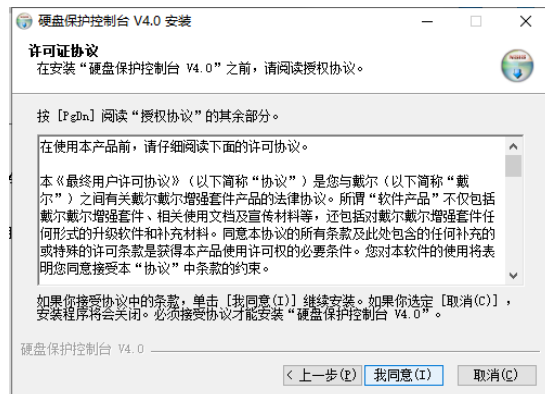 硬盘保护控制台 V4.0 安装
许可证协议
在安装“硬盘保护控制台 V4.0”之前，请阅读授权协议。
按 [PgDn] 阅读“授权协议”的其余部分。
在使用本产品前，请仔细阅读下面的许可协议。
本《最终用户许可协议》（以下简称“协议”）是您与戴尔（以下简称“戴
尔”）之间有关戴尔戴尔增强套件产品的法律协议。所谓“软件产品”不仅包括
戴尔戴尔增强套件、相关使用文档及宣传材料等，还包括对戴尔戴尔增强套件任
何形式的升级软件和补充材料。同意本协议的所有条款及此处包含的任何补充的
或特殊的许可条款是获得本产品使用许可权的必要条件。您对本软件的使用将表
明您同意接受本“协议”中条款的约束。
如果你接受协议中的条款，单击 [我同意(I)] 继续安装。如果你选定 [取消(C)] ，
安装程序将会关闭。必须接受协议才能安装“硬盘保护控制台 V4.0”。
硬盘保护控制台 V4.0
< 上一步(P) 我同意(I) 取消(C)